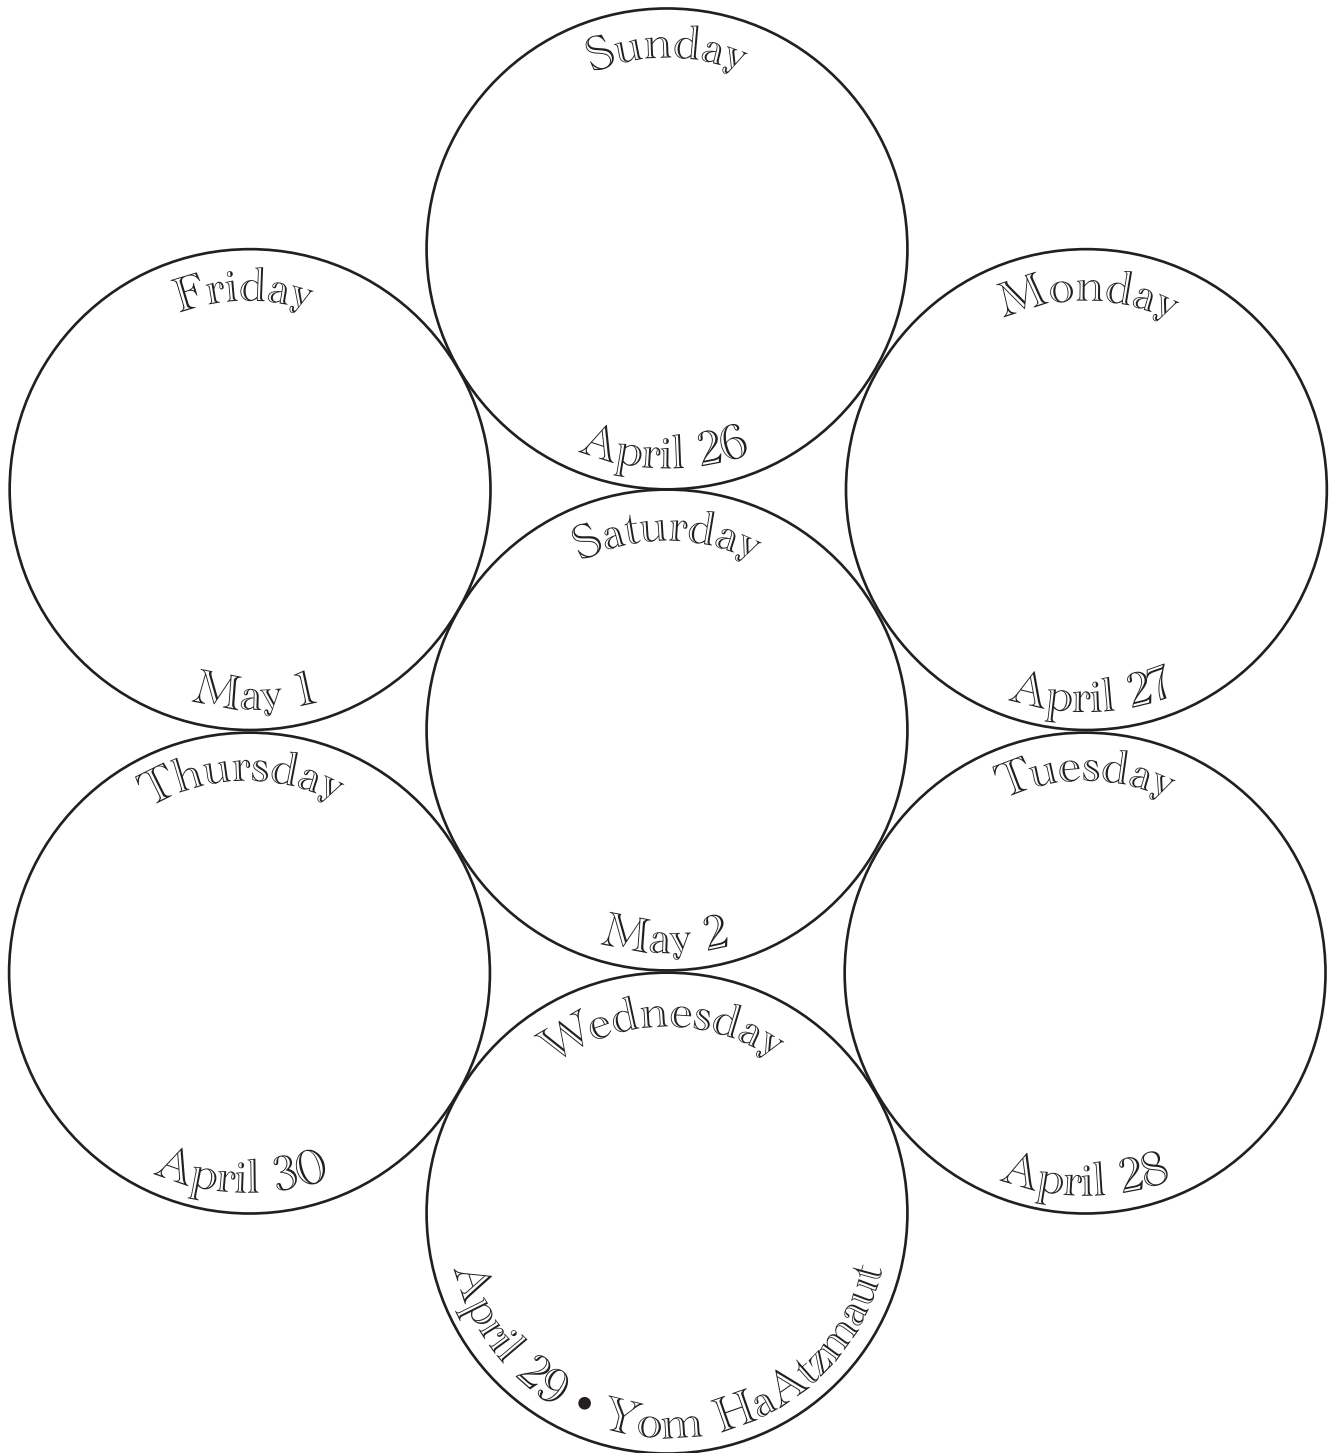 Sunday
April 26
Friday
May 1
Monday
April 27
Saturday
May 2
Thursday
April 30
Tuesday
April 28
Wednesday
April 29 • Yom HaAtzmaut